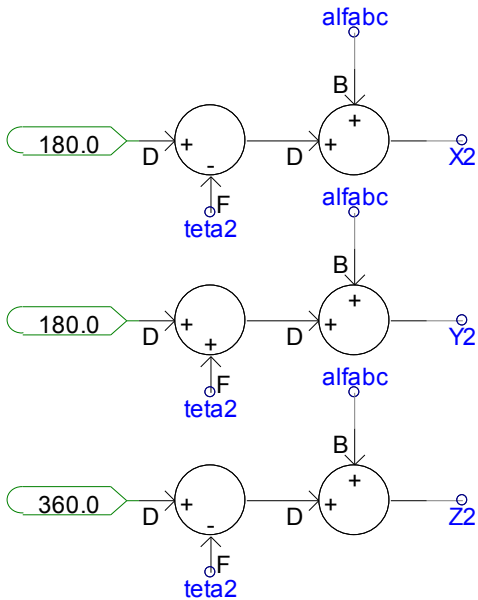 alfabc
B
180.0
D
+
-
D
+
+
X2
F
teta2
alfabc
B
180.0
D
+
+
D
+
+
Y2
F
teta2
alfabc
B
360.0
D
+
-
D
+
+
Z2
F
teta2